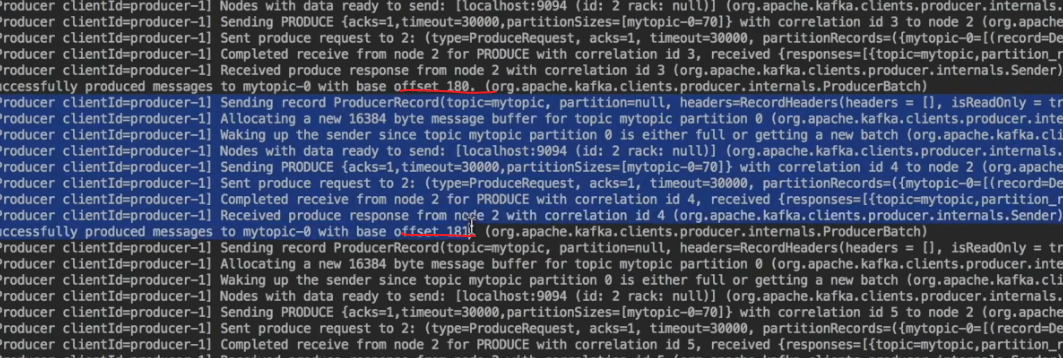 Producer clientId=producer-1] Nodes with data ready to send: [localhost:9094 (id: 2 rack: null)] (org.apache.kafka.clients.producer.internals.
Producer clientId=producer-1] Sending PRODUCE {acks=1,timeout=30000,partitionSizes=[mytopic-0=70]} with correlation id 3 to node 2 (org.apach
Producer clientId=producer-1] Sent produce request to 2: (type=ProduceRequest, acks=1, timeout=30000, partitionRecords=({mytopic-0=[(record=De
Producer clientId=producer-1] Completed receive from node 2 for PRODUCE with correlation id 3, received {responses=[{topic=mytopic,partition_
Producer clientId=producer-1] Received produce response from node 2 with correlation id 3 (org.apache.kafka.clients.producer.internals.Sender)
uccessfully produced messages to mytopic-0 with base offset 180. (org.apache.kafka.clients.producer.internals.ProducerBatch)
Producer clientId=producer-1] Sending record ProducerRecord(topic=mytopic, partition=null, headers=RecordHeaders(headers = [], isReadOnly = t
Producer clientId=producer-1] Allocating a new 16384 byte message buffer for topic mytopic partition 0 (org.apache.kafka.clients.producer.inte
Producer clientId=producer-1] Waking up the sender since topic mytopic partition 0 is either full or getting a new batch (org.apache.kafka.cl
Producer clientId=producer-1] Nodes with data ready to send: [localhost:9094 (id: 2 rack: null)] (org.apache.kafka.clients.producer.internals.
Producer clientId=producer-1] Sending PRODUCE {acks=1,timeout=30000,partitionSizes=[mytopic-0=70]} with correlation id 4 to node 2 (org.apach
Producer clientId=producer-1] Sent produce request to 2: (type=ProduceRequest, acks=1, timeout=30000, partitionRecords=({mytopic-0=[(record=De
Producer clientId=producer-1] Completed receive from node 2 for PRODUCE with correlation id 4, received {responses=[{topic=mytopic,partition_r
Producer clientId=producer-1] Received produce response from node 2 with correlation id 4 (org.apache.kafka.clients.producer.internals.Sender)
uccessfully produced messages to mytopic-0 with base offset 181. (org.apache.kafka.clients.producer.internals.ProducerBatch)
Producer clientId=producer-1] Sending record ProducerRecord(topic=mytopic, partition=null, headers=RecordHeaders(headers = [], isReadOnly = t
Producer clientId=producer-1] Allocating a new 16384 byte message buffer for topic mytopic partition 0 (org.apache.kafka.clients.producer.inte
Producer clientId=producer-1] Waking up the sender since topic mytopic partition 0 is either full or getting a new batch (org.apache.kafka.cl
Producer clientId=producer-1] Nodes with data ready to send: [localhost:9094 (id: 2 rack: null)] (org.apache.kafka.clients.producer.internals.
Producer clientId=producer-1] Sending PRODUCE {acks=1,timeout=30000,partitionSizes=[mytopic-0=70]} with correlation id 5 to node 2 (org.apach
Producer clientId=producer-1] Sent produce request to 2: (type=ProduceRequest, acks=1, timeout=30000, partitionRecords=({mytopic-0=[(record=De
Producer clientId=producer-1] Completed receive from node 2 for PRODUCE with correlation id 5, received {responses=[{topic=mytopic,partition_